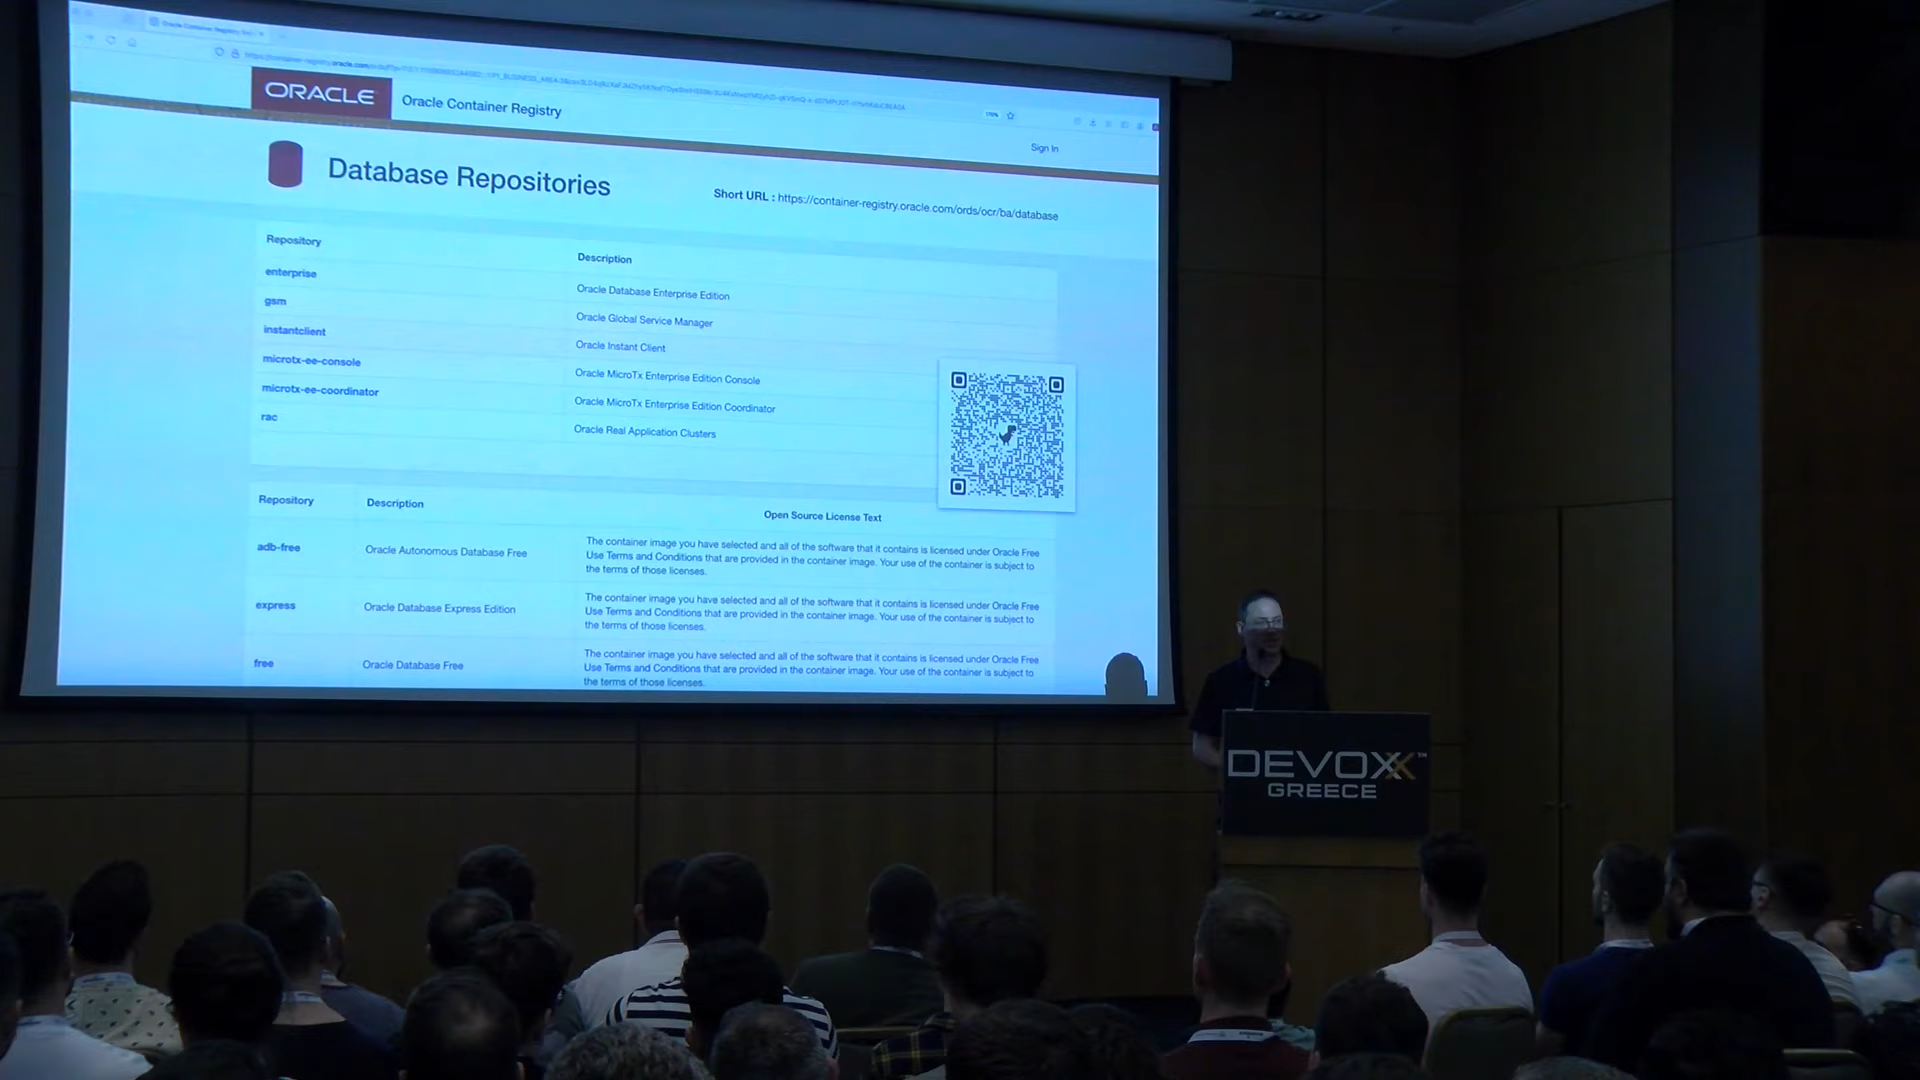 ORACLE
Oracle Container Registry
170%
Sign In
Database Repositories
Short URL : https://container-registry.oracle.com/ords/ocr/ba/database
Repository
Description
enterprise
Oracle Database Enterprise Edition
gsm
Oracle Global Service Manager
instantclient
Oracle Instant Client
microtx-ee-console
Oracle MicroTx Enterprise Edition Console
microtx-ee-coordinator
Oracle MicroTx Enterprise Edition Coordinator
rac
Oracle Real Application Clusters
Repository
Description
Open Source License Text
adb-free
Oracle Autonomous Database Free
The container image you have selected and all of the software that it contains is licensed under Oracle Free
Use Terms and Conditions that are provided in the container image. Your use of the container is subject to
the terms of those licenses.
express
Oracle Database Express Edition
The container image you have selected and all of the software that it contains is licensed under Oracle Free
Use Terms and Conditions that are provided in the container image. Your use of the container is subject to
the terms of those licenses.
free
Oracle Database Free
The container image you have selected and all of the software that it contains is licensed under Oracle Free
Use Terms and Conditions that are provided in the container image. Your use of the container is subject to
the terms of those licenses.
DEVOXX™
GREECE